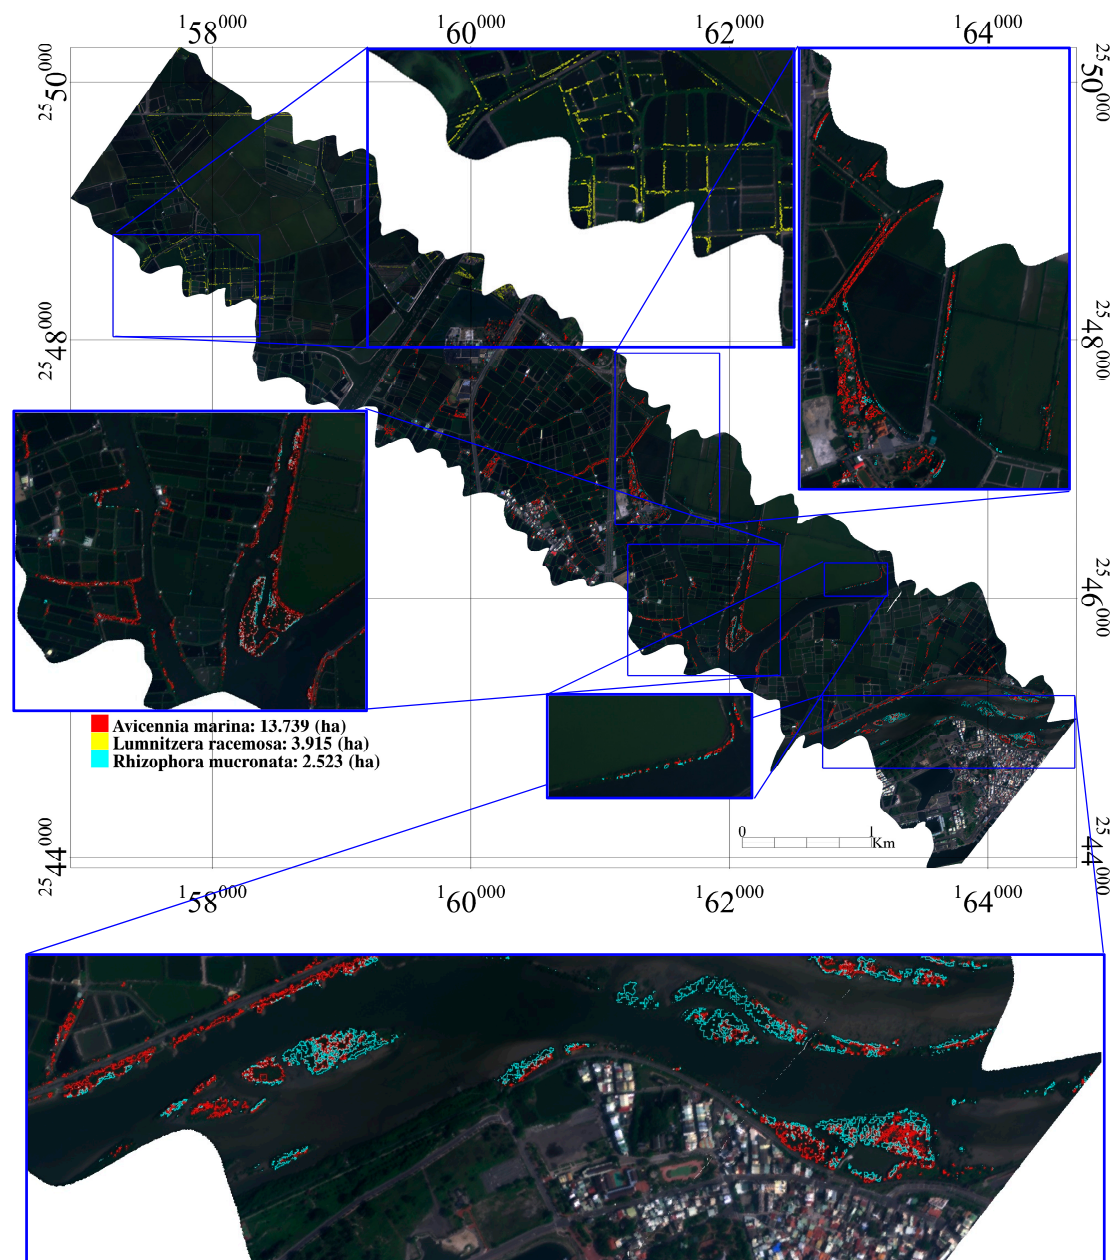 158000 160000 162000 164000
2550000 2550000
2548000 2548000
2546000
Avicennia marina: 13.739 (ha)
Lumnitzera racemosa: 3.915 (ha)
Rhizophora mucronata: 2.523 (ha)
0 1
Km
2544000 2544000
158000 160000 162000 164000